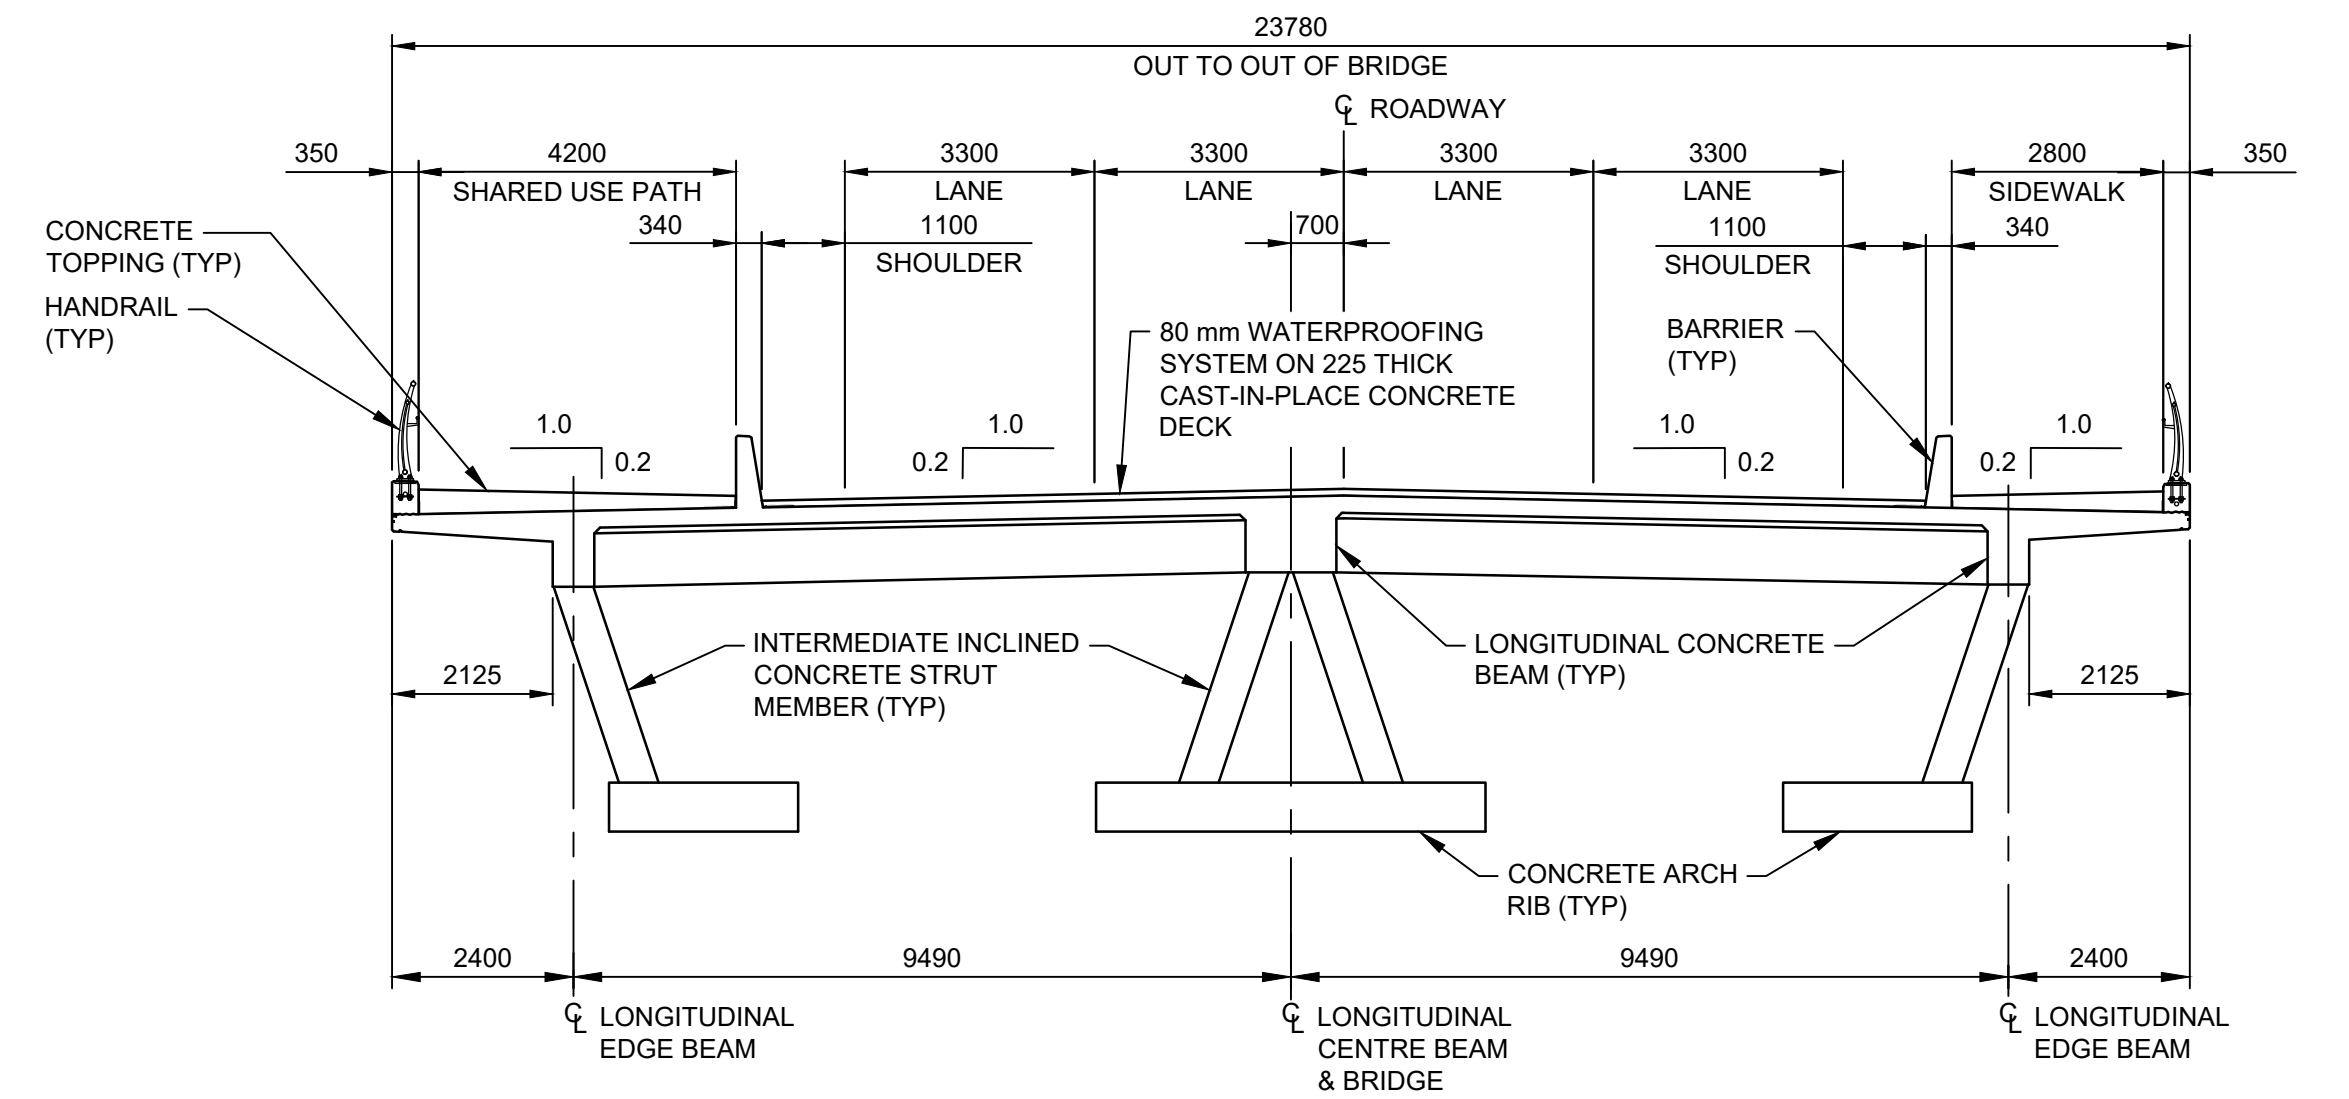 23780
OUT TO OUT OF BRIDGE
℄ ROADWAY
350
4200
3300
3300
3300
3300
2800
350
SHARED USE PATH
LANE
LANE
LANE
LANE
SIDEWALK
340
1100
700
1100
340
SHOULDER
SHOULDER
CONCRETE
TOPPING (TYP)
HANDRAIL
(TYP)
80 mm WATERPROOFING
SYSTEM ON 225 THICK
CAST-IN-PLACE CONCRETE
DECK
BARRIER
(TYP)
1.0
0.2
1.0
0.2
1.0
0.2
1.0
0.2
INTERMEDIATE INCLINED
CONCRETE STRUT
MEMBER (TYP)
LONGITUDINAL CONCRETE
BEAM (TYP)
2125
2125
CONCRETE ARCH
RIB (TYP)
2400
9490
9490
2400
℄ LONGITUDINAL
EDGE BEAM
℄ LONGITUDINAL
CENTRE BEAM
& BRIDGE
℄ LONGITUDINAL
EDGE BEAM